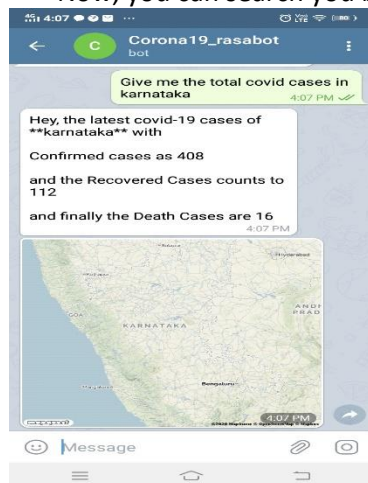 Now, you can search you
4:07
Corona19_rasabot
bot
C
Give me the total covid cases in
karnataka
4:07 PM
Hey, the latest covid-19 cases of
**karnataka** with
Confirmed cases as 408
and the Recovered Cases counts to
112
and finally the Death Cases are 16
4:07 PM
Hyderabad
GOA
KARNATAKA
Bengaluru
4:07 PM
Message